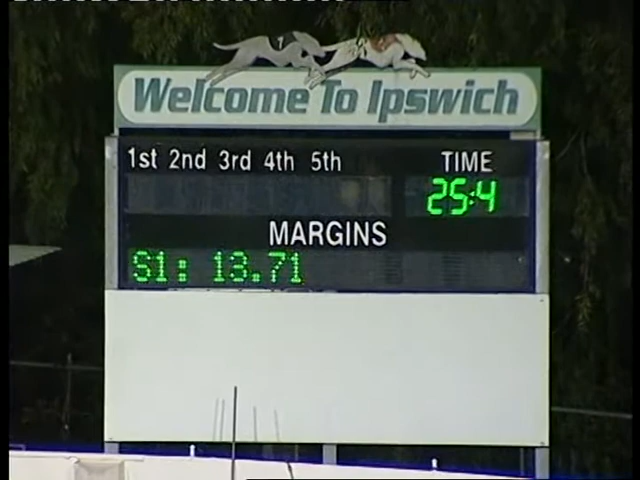 Welcome To Ipswich
1st 2nd 3rd 4th 5th TIME
25:4
MARGINS
S1: 13.71